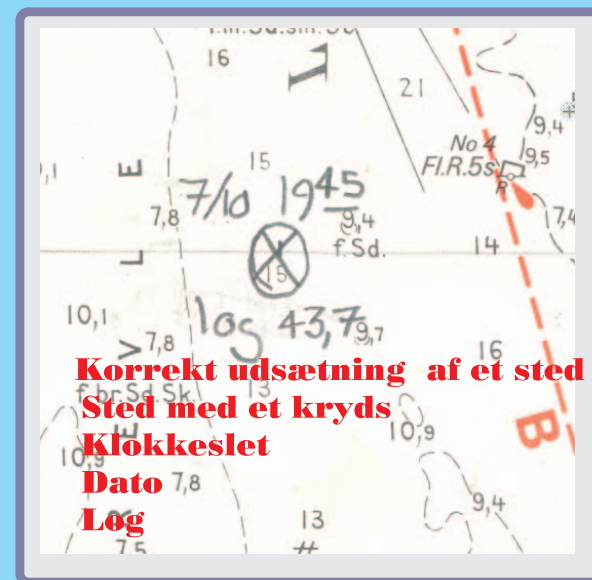 16
L
21
No 4
Fl.R.5s
R
9,4
9,5
15
E
7/10 1945
7,8
9,4
f.Sd.
7,4
L
14
15
10,1
log 43,7
9,7
V
7,8
16
Korrekt udsætning af et sted
f.br.Sd.Sk.
13
Sted med et kryds
E
10,9
B
Klokkeslet
10,9
Dato
7,8
9,4
R
Log
13
7,5